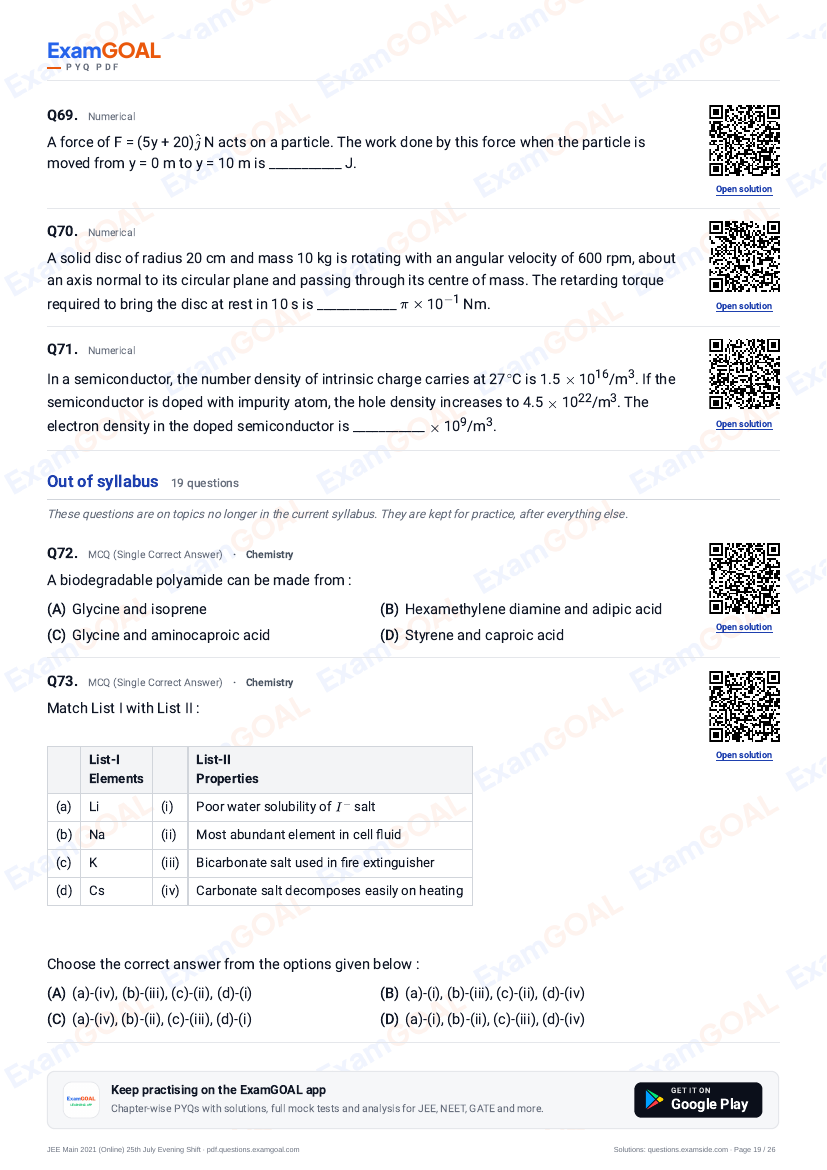 ExamGOAL
PYQ PDF
Q69. Numerical
A force of F = (5y + 20)ĵ N acts on a particle. The work done by this force when the particle is
moved from y = 0 m to y = 10 m is ___________ J.
Open solution
Q70. Numerical
A solid disc of radius 20 cm and mass 10 kg is rotating with an angular velocity of 600 rpm, about
an axis normal to its circular plane and passing through its centre of mass. The retarding torque
required to bring the disc at rest in 10 s is ____________ π × 10⁻¹ Nm.
Open solution
Q71. Numerical
In a semiconductor, the number density of intrinsic charge carries at 27°C is 1.5 × 10¹⁶/m³. If the
semiconductor is doped with impurity atom, the hole density increases to 4.5 × 10²²/m³. The
electron density in the doped semiconductor is ___________ × 10⁹/m³.
Open solution
Out of syllabus 19 questions
These questions are on topics no longer in the current syllabus. They are kept for practice, after everything else.
Q72. MCQ (Single Correct Answer) · Chemistry
A biodegradable polyamide can be made from :
(A) Glycine and isoprene (B) Hexamethylene diamine and adipic acid
(C) Glycine and aminocaproic acid (D) Styrene and caproic acid
Open solution
Q73. MCQ (Single Correct Answer) · Chemistry
Match List I with List II :
Open solution
List-I List-II
Elements Properties
(a) Li (i) Poor water solubility of I⁻ salt
(b) Na (ii) Most abundant element in cell fluid
(c) K (iii) Bicarbonate salt used in fire extinguisher
(d) Cs (iv) Carbonate salt decomposes easily on heating
Choose the correct answer from the options given below :
(A) (a)-(iv), (b)-(iii), (c)-(ii), (d)-(i) (B) (a)-(i), (b)-(iii), (c)-(ii), (d)-(iv)
(C) (a)-(iv), (b)-(ii), (c)-(iii), (d)-(i) (D) (a)-(i), (b)-(ii), (c)-(iii), (d)-(iv)
ExamGOAL
Keep practising on the ExamGOAL app
Chapter-wise PYQs with solutions, full mock tests and analysis for JEE, NEET, GATE and more.
GET IT ON
Google Play
JEE Main 2021 (Online) 25th July Evening Shift · pdf.questions.examgoal.com
Solutions: questions.examside.com · Page 19 / 26